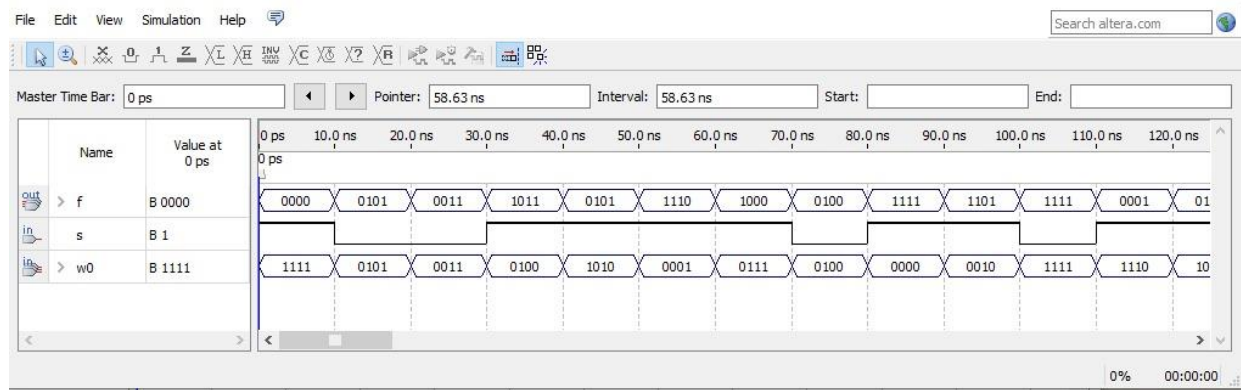 File Edit View Simulation Help
Search altera.com
Master Time Bar: 0 ps Pointer: 58.63 ns Interval: 58.63 ns Start: End:
Name Value at 0 ps
0 ps 10.0 ns 20.0 ns 30.0 ns 40.0 ns 50.0 ns 60.0 ns 70.0 ns 80.0 ns 90.0 ns 100.0 ns 110.0 ns 120.0 ns
0 ps
out > f B 0000 0000 0101 0011 1011 0101 1110 1000 0100 1111 1101 1111 0001 01
in s B 1
in > w0 B 1111 1111 0101 0011 0100 1010 0001 0111 0100 0000 0010 1111 1110 10
0% 00:00:00